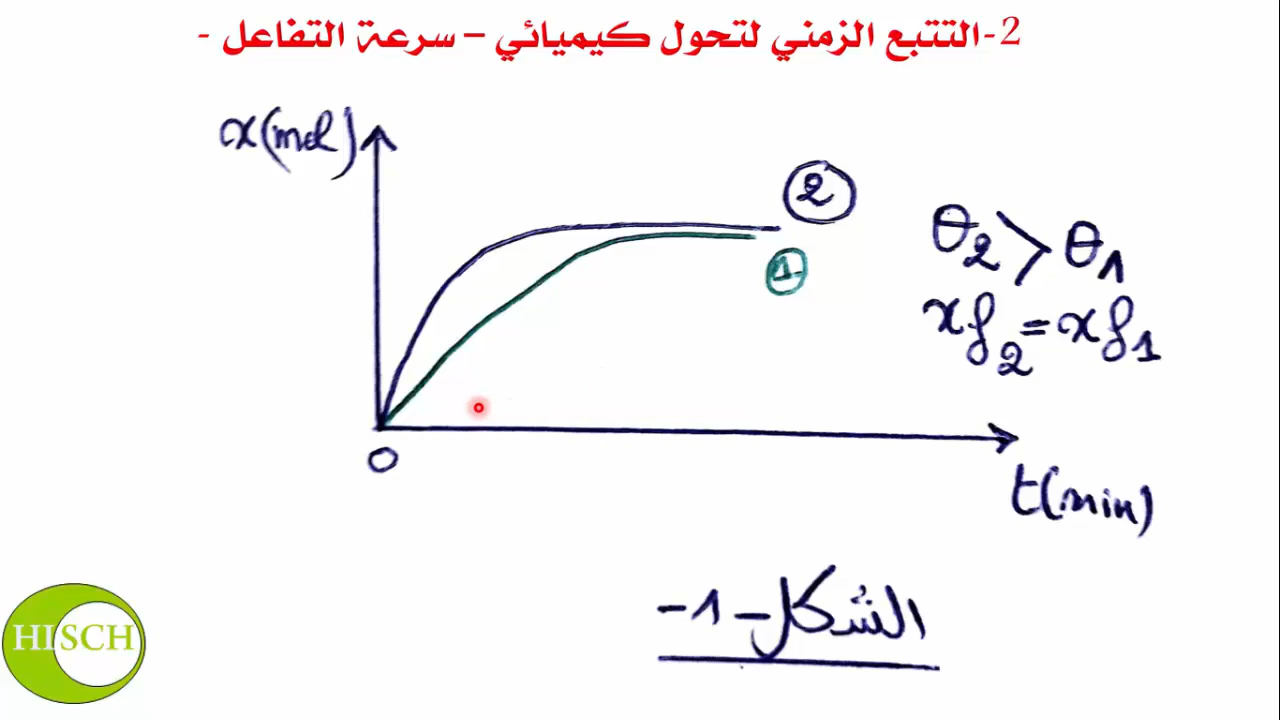 2-التتبع الزمني لتحول كيميائي – سرعة التفاعل -
x(mol)
2
1
θ2 > θ1
xf2 = xf1
0
t(min)
الشكل -1-
HISCH